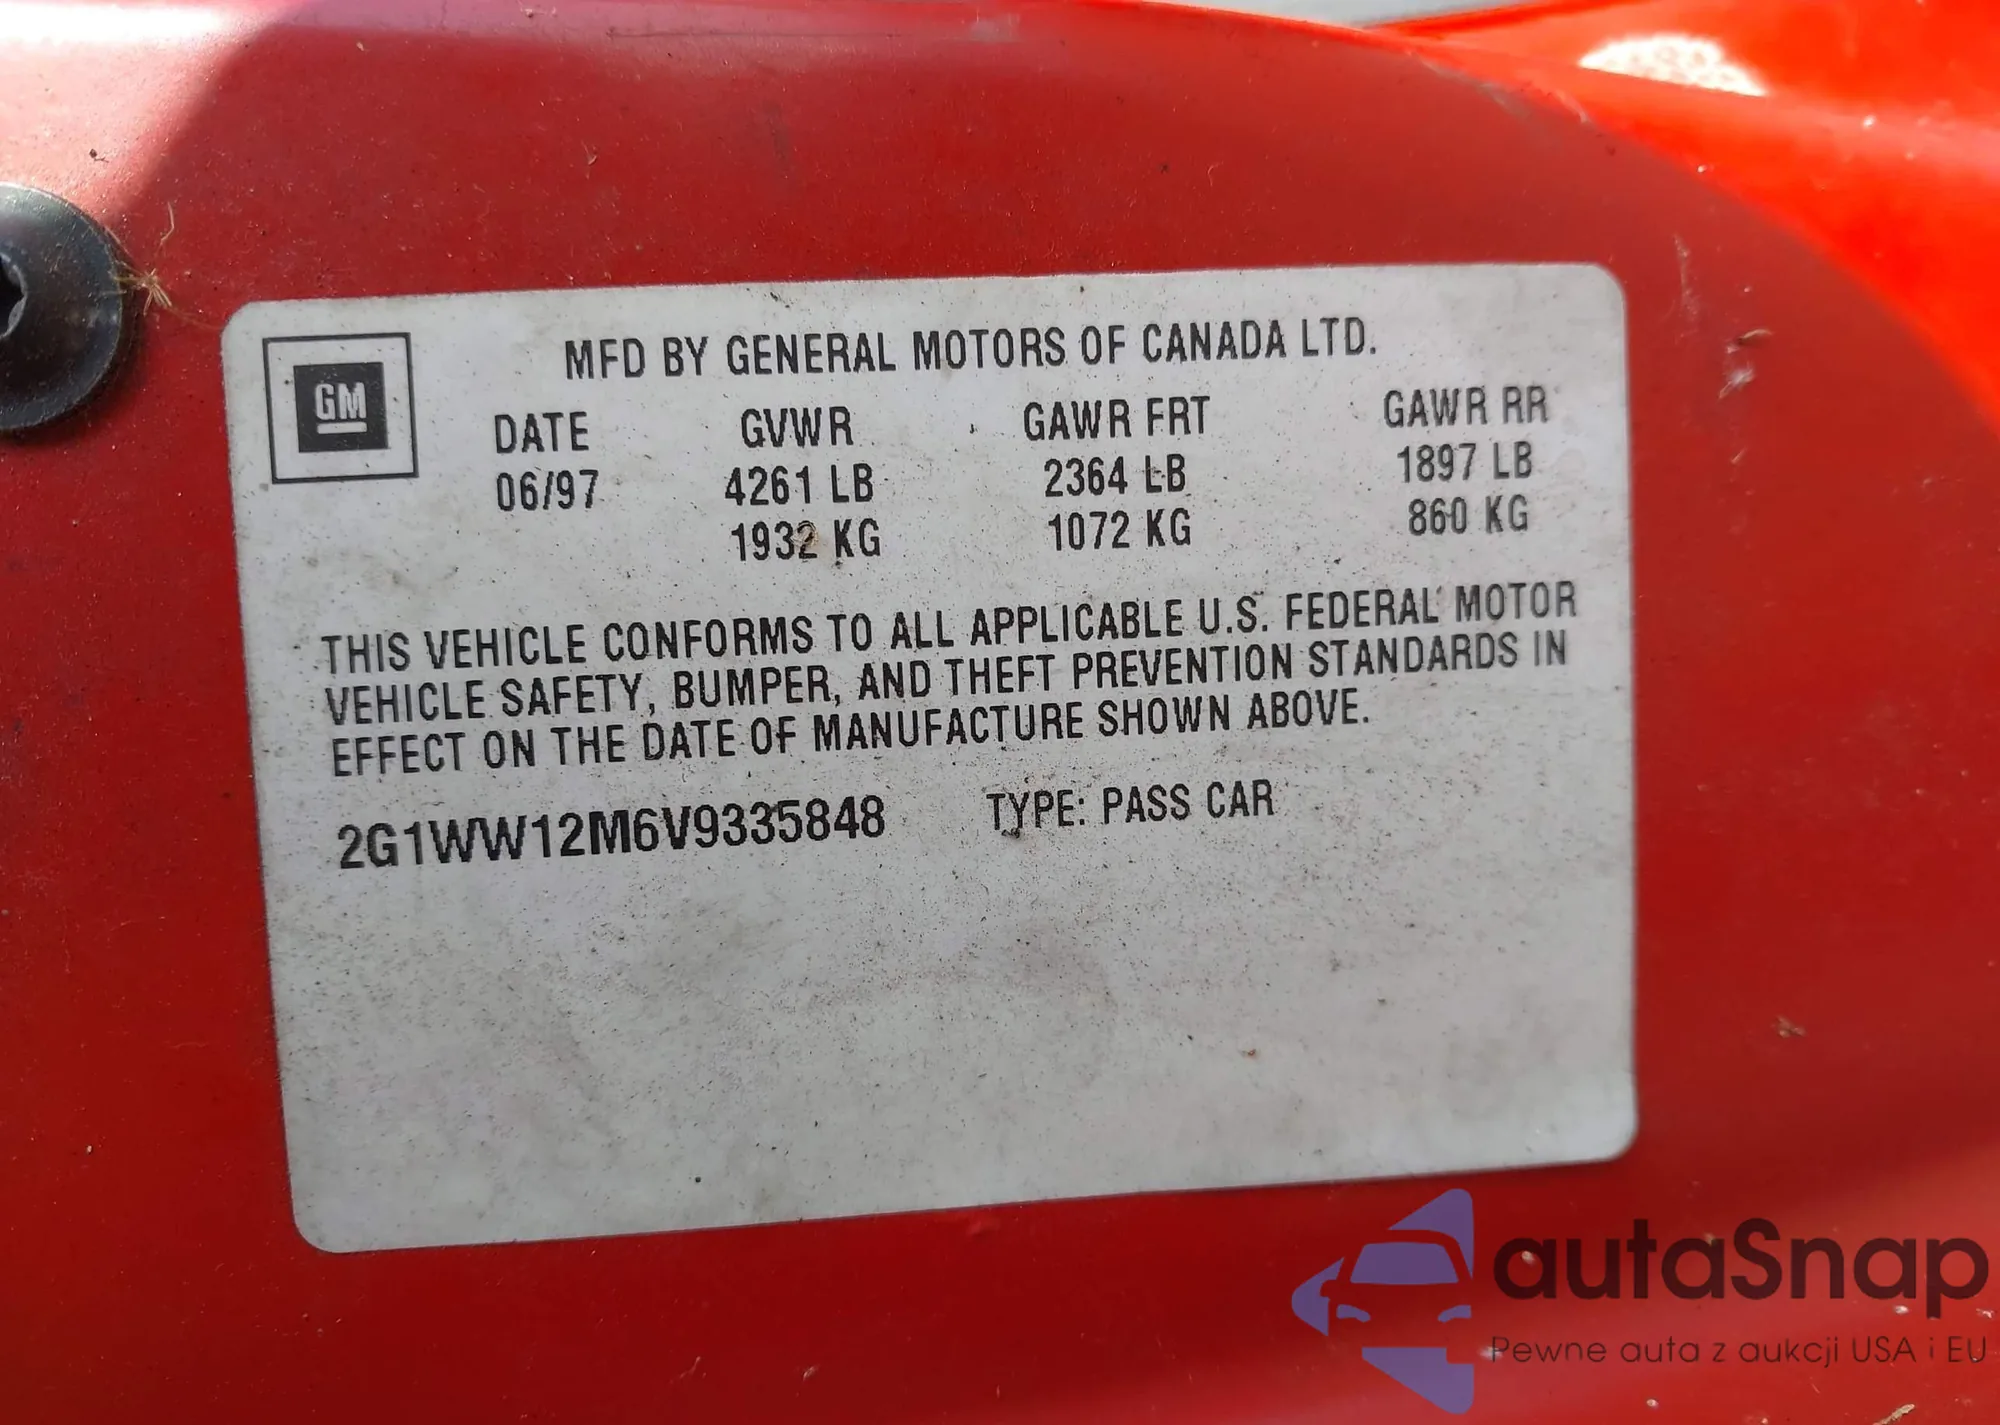 GM
MFD BY GENERAL MOTORS OF CANADA LTD.
DATE GVWR GAWR FRT GAWR RR
06/97 4261 LB 2364 LB 1897 LB
1932 KG 1072 KG 860 KG
THIS VEHICLE CONFORMS TO ALL APPLICABLE U.S. FEDERAL MOTOR
VEHICLE SAFETY, BUMPER, AND THEFT PREVENTION STANDARDS IN
EFFECT ON THE DATE OF MANUFACTURE SHOWN ABOVE.
2G1WW12M6V9335848 TYPE: PASS CAR
autaSnap
Pewne auta z aukcji USA i EU